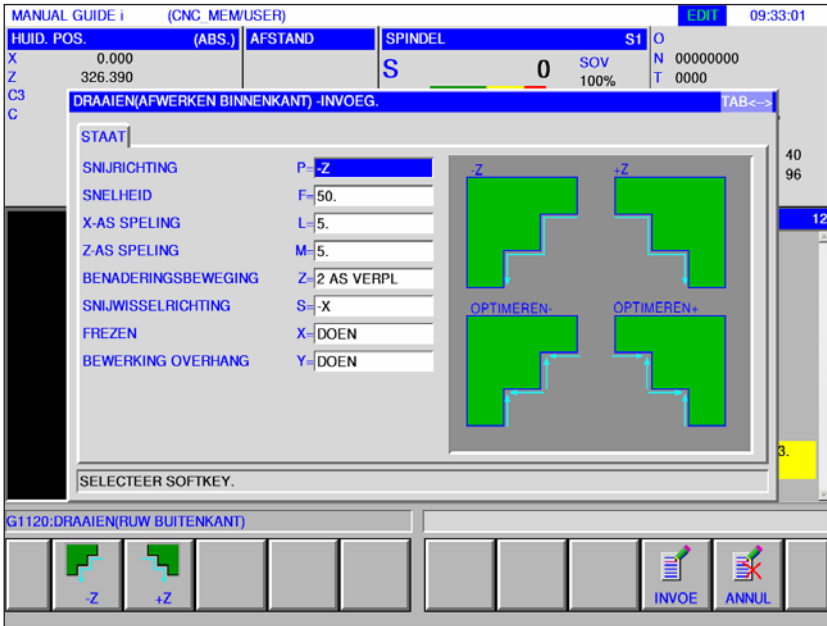 MANUAL GUIDE i (CNC_MEM/USER) EDIT 09:33:01
HUID. POS. (ABS.) AFSTAND SPINDEL S1 O
X 0.000 S 0 SOV N 00000000
Z 326.390 100% T 0000
C3
C
DRAAIEN(AFWERKEN BINNENKANT) -INVOEG. TAB<-->
STAAT
40
96
12
SNIJRICHTING P=-Z
SNELHEID F=50.
X-AS SPELING L=5.
Z-AS SPELING M=5.
BENADERINGSBEWEGING Z=2 AS VERPL
SNIJWISSELRICHTING S=-X
FREZEN X=DOEN
BEWERKING OVERHANG Y=DOEN
-Z +Z
OPTIMEREN- OPTIMEREN+
3.
SELECTEER SOFTKEY.
G1120:DRAAIEN(RUW BUITENKANT)
-Z +Z INVOE ANNUL